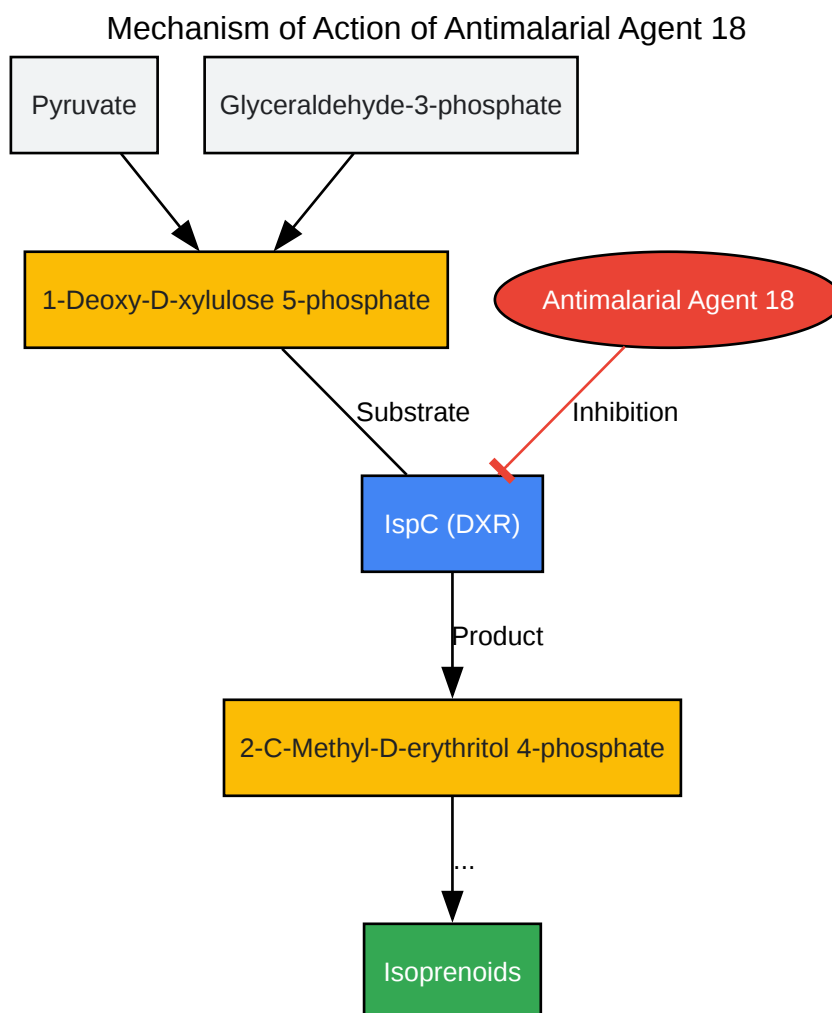 Mechanism of Action of Antimalarial Agent 18
Pyruvate
Glyceraldehyde-3-phosphate
1-Deoxy-D-xylulose 5-phosphate
Antimalarial Agent 18
Substrate
Inhibition
IspC (DXR)
Product
2-C-Methyl-D-erythritol 4-phosphate
...
Isoprenoids